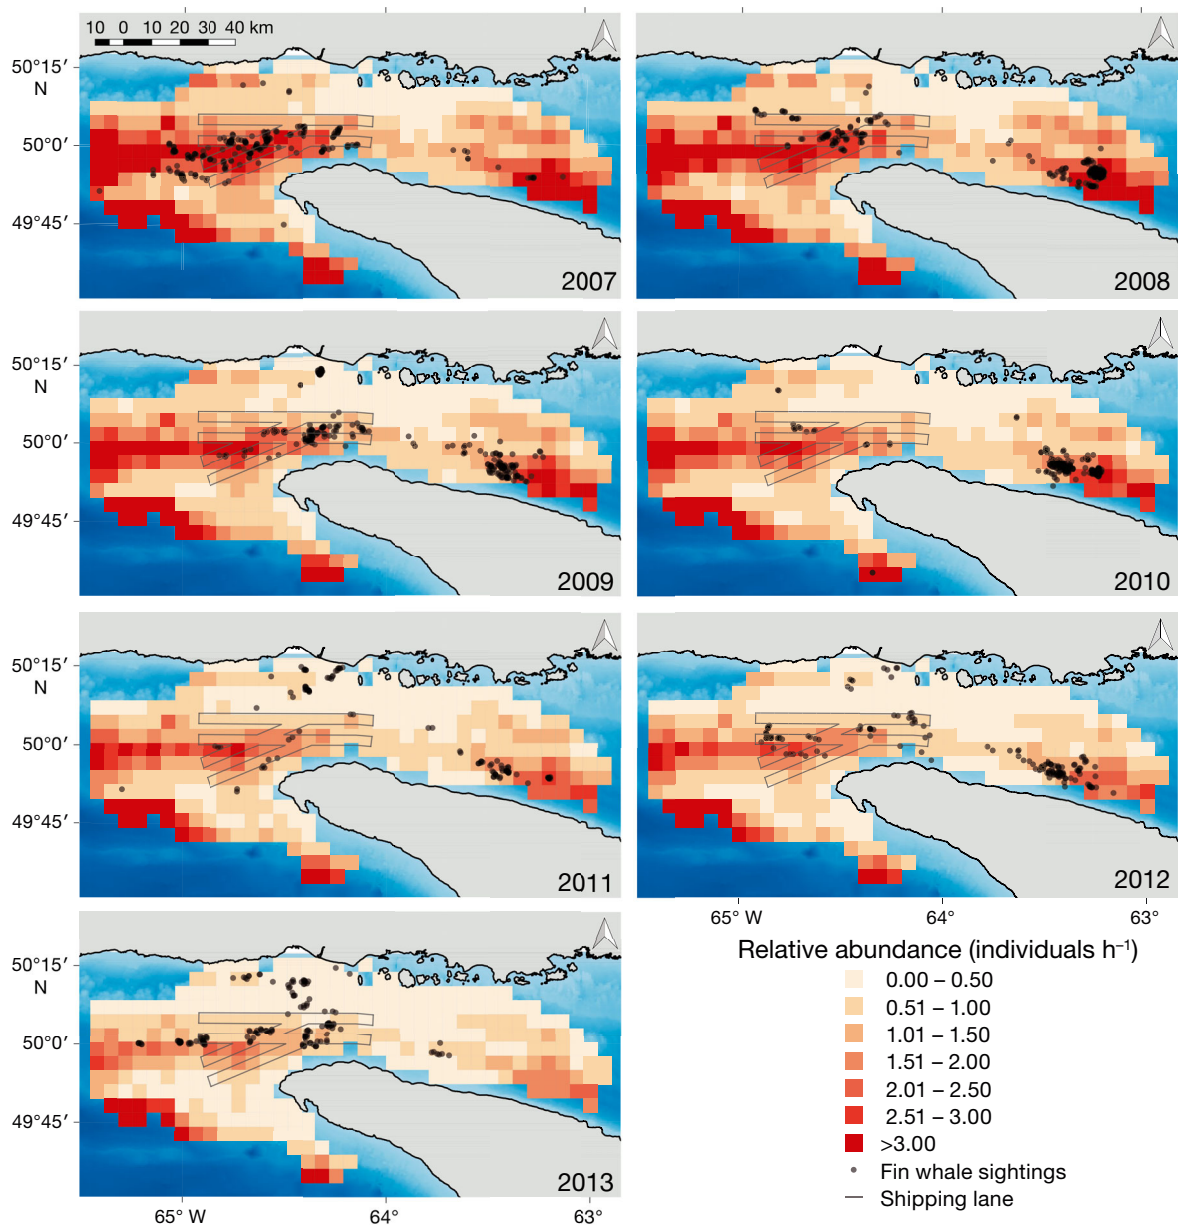 10 0 10 20 30 40 km
50°15′
N
50°0′
49°45′
2007
2008
50°15′
N
50°0′
49°45′
2009
2010
50°15′
N
50°0′
49°45′
2011
2012
65° W 64° 63°
50°15′
N
50°0′
49°45′
2013
65° W 64° 63°
Relative abundance (individuals h⁻¹)
0.00 – 0.50
0.51 – 1.00
1.01 – 1.50
1.51 – 2.00
2.01 – 2.50
2.51 – 3.00
>3.00
Fin whale sightings
Shipping lane